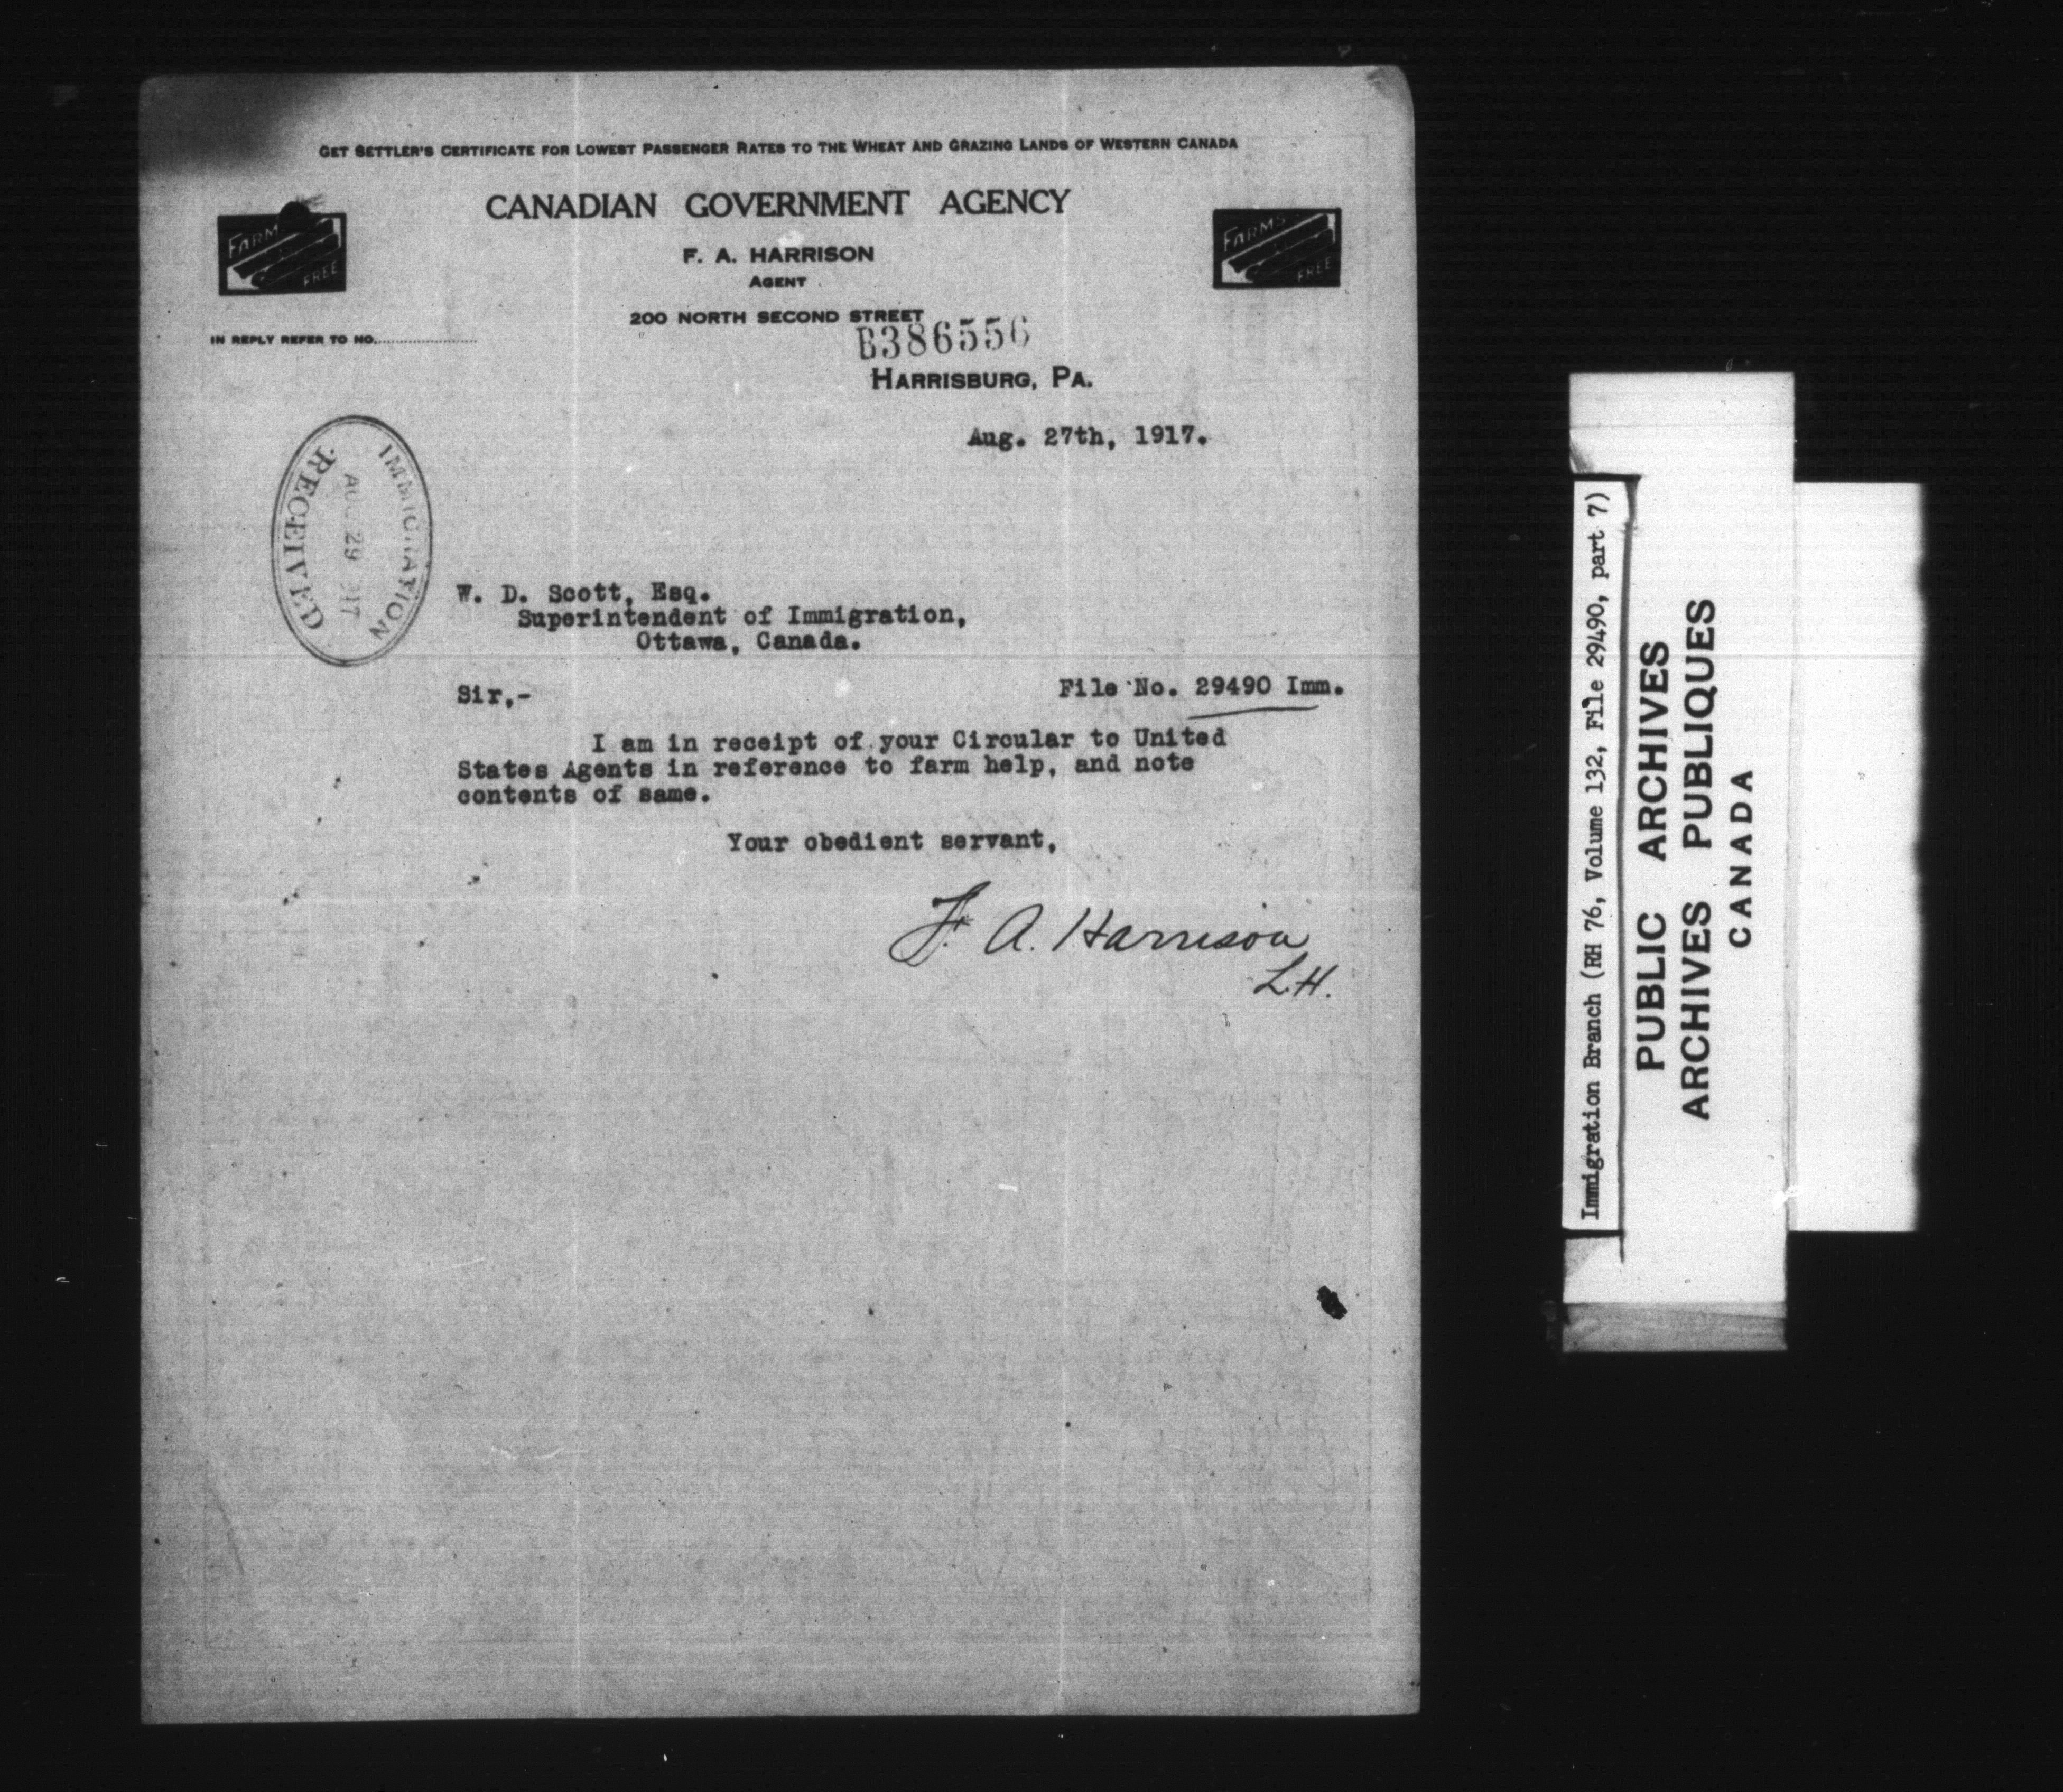 GET SETTLER'S CERTIFICATE FOR LOWEST PASSENGER RATES TO THE WHEAT AND GRAZING LANDS OF WESTERN CANADA
CANADIAN GOVERNMENT AGENCY
FARMS
FREE
F. A. HARRISON
AGENT
FARMS
FREE
200 NORTH SECOND STREET
IN REPLY REFER TO NO.
B386556
HARRISBURG, PA.
Aug. 27th, 1917.
IMMIGRATION
AUG 29 1917
RECEIVED
W. D. Scott, Esq.
Superintendent of Immigration,
Ottawa, Canada.
Sir,- File No. 29490 Imm.
I am in receipt of your Circular to United
States Agents in reference to farm help, and note
contents of same.
Your obedient servant,
F. A. Harrison
L.H.
Immigration Branch (RH 76, Volume 132, File 29490, part 7)
PUBLIC ARCHIVES
ARCHIVES PUBLIQUES
CANADA